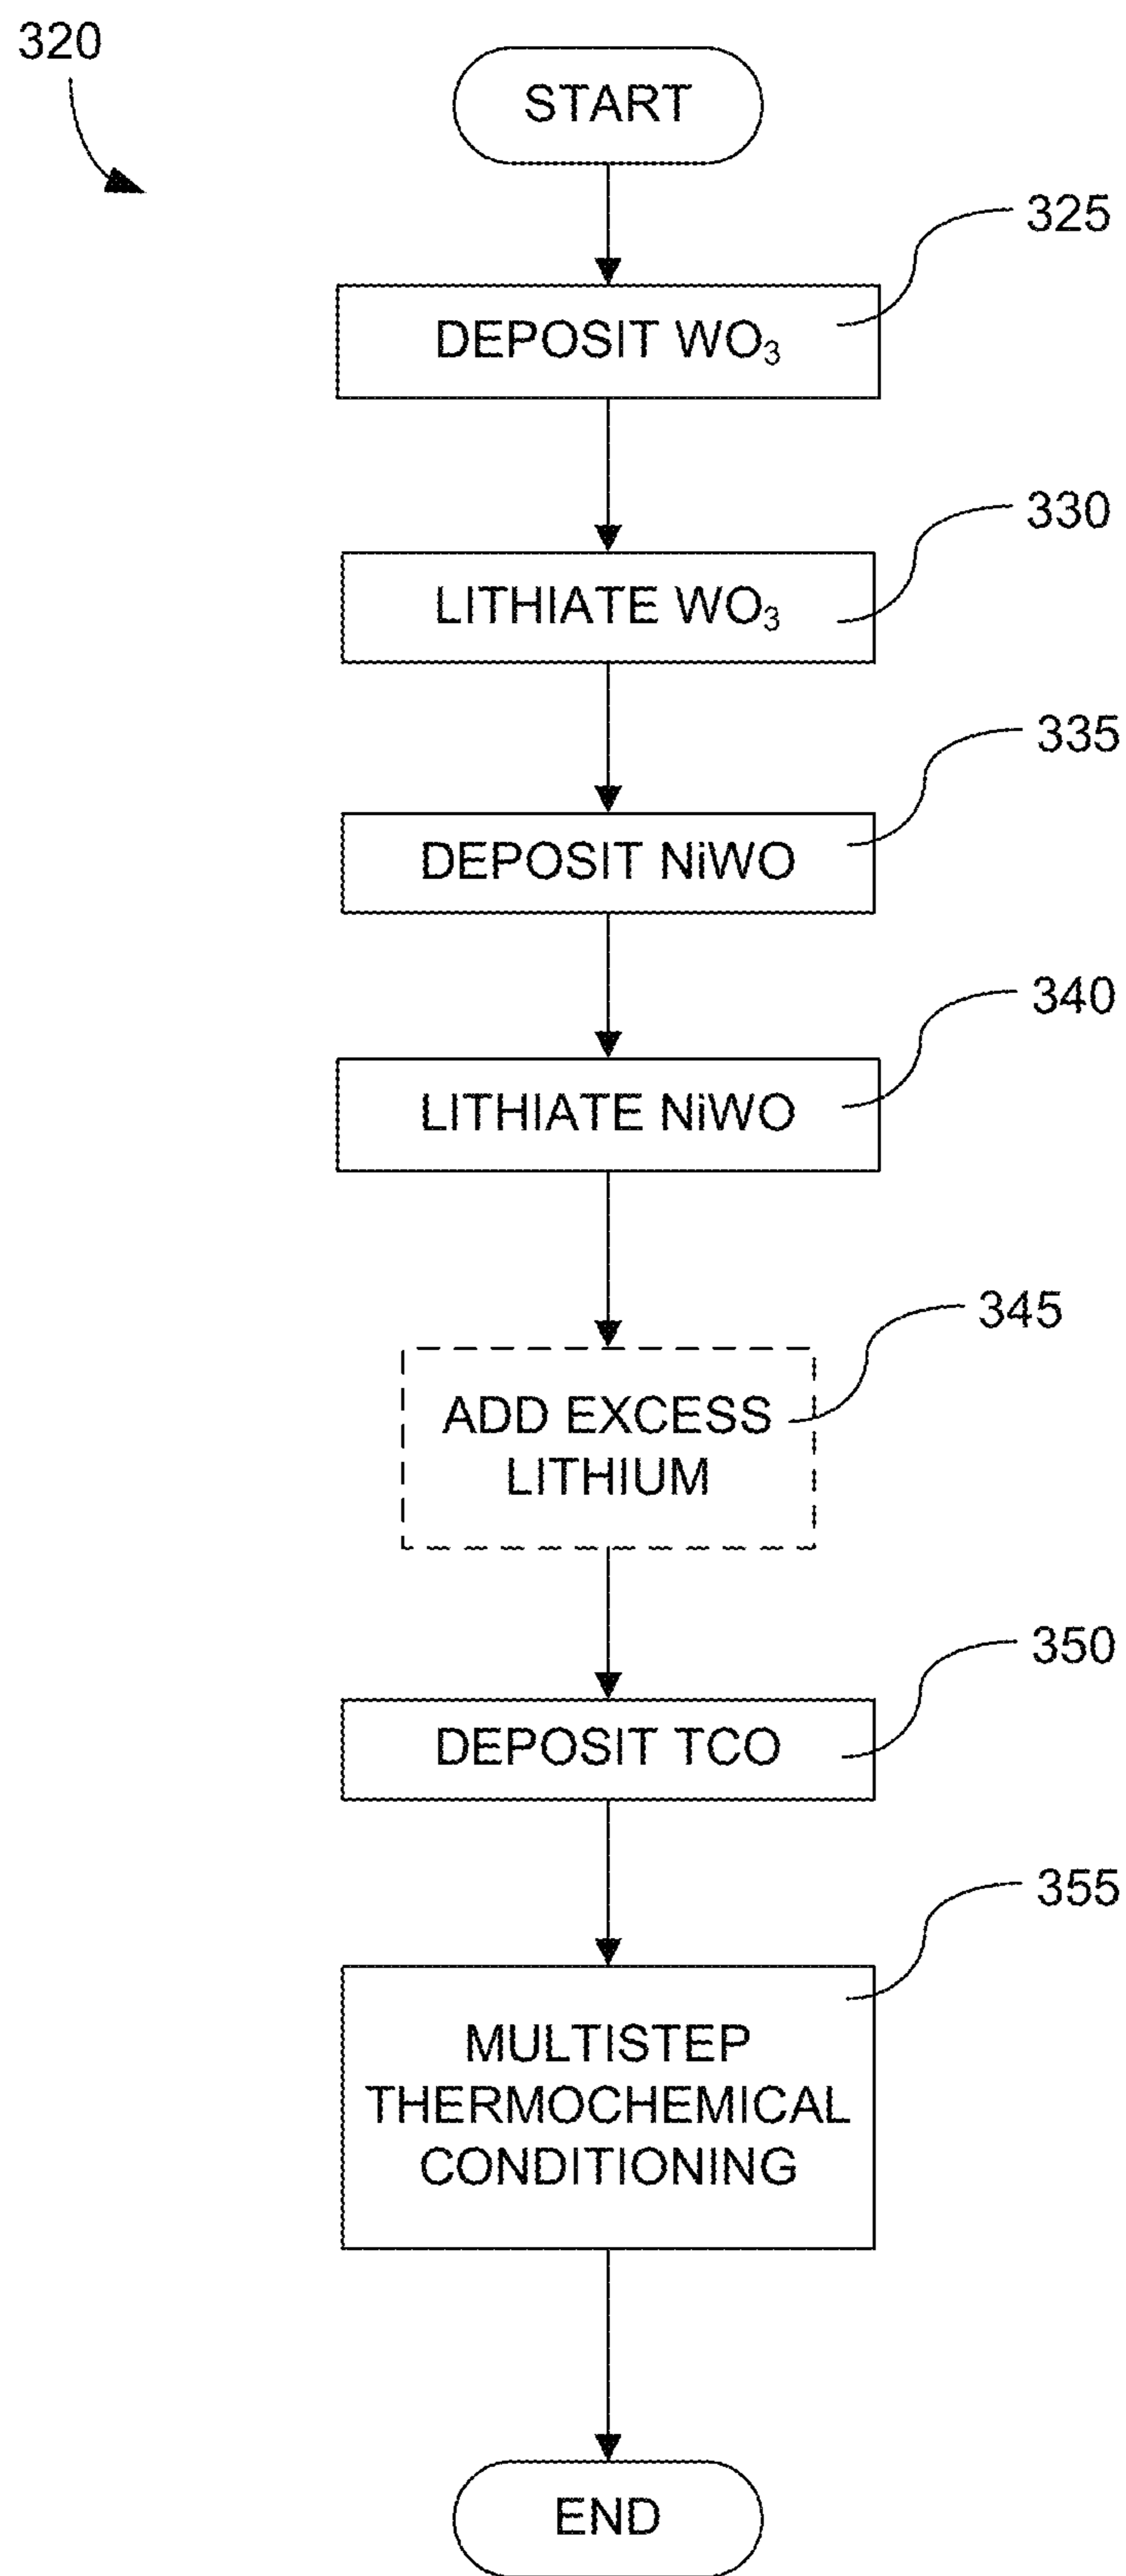 320
START
325
DEPOSIT WO₃
330
LITHIATE WO₃
335
DEPOSIT NiWO
340
LITHIATE NiWO
345
ADD EXCESS
LITHIUM
350
DEPOSIT TCO
355
MULTISTEP
THERMOCHEMICAL
CONDITIONING
END